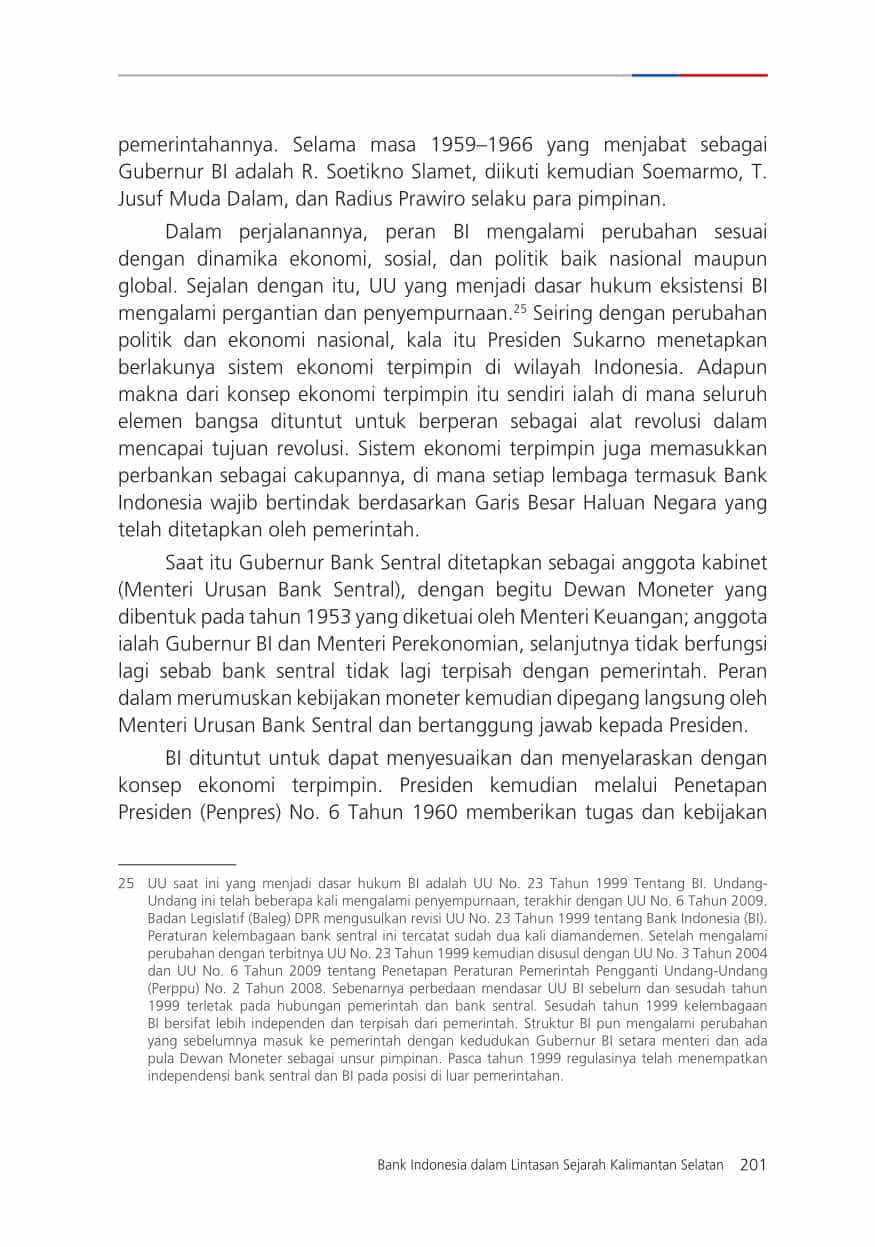 pemerintahannya. Selama masa 1959–1966 yang menjabat sebagai
Gubernur BI adalah R. Soetikno Slamet, diikuti kemudian Soemarmo, T.
Jusuf Muda Dalam, dan Radius Prawiro selaku para pimpinan.
Dalam perjalanannya, peran BI mengalami perubahan sesuai
dengan dinamika ekonomi, sosial, dan politik baik nasional maupun
global. Sejalan dengan itu, UU yang menjadi dasar hukum eksistensi BI
mengalami pergantian dan penyempurnaan.25 Seiring dengan perubahan
politik dan ekonomi nasional, kala itu Presiden Sukarno menetapkan
berlakunya sistem ekonomi terpimpin di wilayah Indonesia. Adapun
makna dari konsep ekonomi terpimpin itu sendiri ialah di mana seluruh
elemen bangsa dituntut untuk berperan sebagai alat revolusi dalam
mencapai tujuan revolusi. Sistem ekonomi terpimpin juga memasukkan
perbankan sebagai cakupannya, di mana setiap lembaga termasuk Bank
Indonesia wajib bertindak berdasarkan Garis Besar Haluan Negara yang
telah ditetapkan oleh pemerintah.
Saat itu Gubernur Bank Sentral ditetapkan sebagai anggota kabinet
(Menteri Urusan Bank Sentral), dengan begitu Dewan Moneter yang
dibentuk pada tahun 1953 yang diketuai oleh Menteri Keuangan; anggota
ialah Gubernur BI dan Menteri Perekonomian, selanjutnya tidak berfungsi
lagi sebab bank sentral tidak lagi terpisah dengan pemerintah. Peran
dalam merumuskan kebijakan moneter kemudian dipegang langsung oleh
Menteri Urusan Bank Sentral dan bertanggung jawab kepada Presiden.
BI dituntut untuk dapat menyesuaikan dan menyelaraskan dengan
konsep ekonomi terpimpin. Presiden kemudian melalui Penetapan
Presiden (Penpres) No. 6 Tahun 1960 memberikan tugas dan kebijakan
25 UU saat ini yang menjadi dasar hukum BI adalah UU No. 23 Tahun 1999 Tentang BI. Undang-
Undang ini telah beberapa kali mengalami penyempurnaan, terakhir dengan UU No. 6 Tahun 2009.
Badan Legislatif (Baleg) DPR mengusulkan revisi UU No. 23 Tahun 1999 tentang Bank Indonesia (BI).
Peraturan kelembagaan bank sentral ini tercatat sudah dua kali diamandemen. Setelah mengalami
perubahan dengan terbitnya UU No. 23 Tahun 1999 kemudian disusul dengan UU No. 3 Tahun 2004
dan UU No. 6 Tahun 2009 tentang Penetapan Peraturan Pemerintah Pengganti Undang-Undang
(Perppu) No. 2 Tahun 2008. Sebenarnya perbedaan mendasar UU BI sebelum dan sesudah tahun
1999 terletak pada hubungan pemerintah dan bank sentral. Sesudah tahun 1999 kelembagaan
BI bersifat lebih independen dan terpisah dari pemerintah. Struktur BI pun mengalami perubahan
yang sebelumnya masuk ke pemerintah dengan kedudukan Gubernur BI setara menteri dan ada
pula Dewan Moneter sebagai unsur pimpinan. Pasca tahun 1999 regulasinya telah menempatkan
independensi bank sentral dan BI pada posisi di luar pemerintahan.
Bank Indonesia dalam Lintasan Sejarah Kalimantan Selatan 201